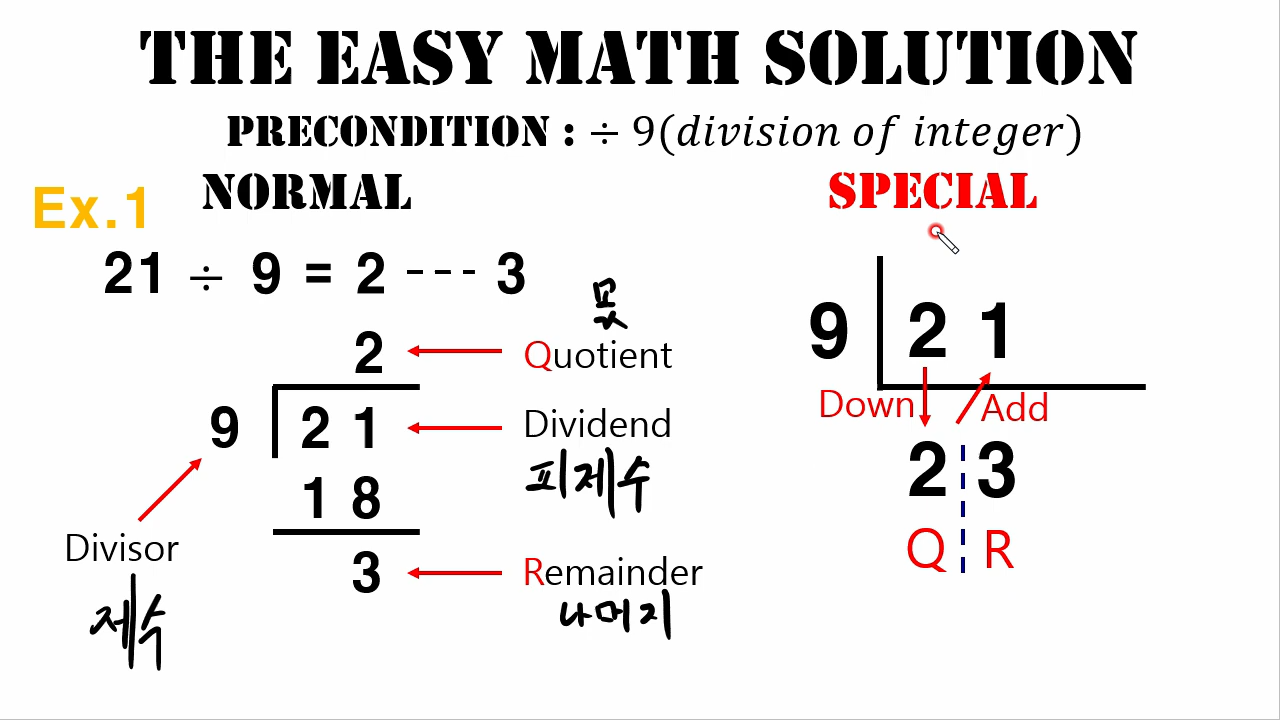 THE EASY MATH SOLUTION
PRECONDITION : ÷ 9(division of integer)
Ex.1
NORMAL
21 ÷ 9 = 2 --- 3
몫
2
Quotient
9
2 1
Dividend
피제수
1 8
3
Remainder
나머지
Divisor
제수
SPECIAL
9
2 1
Down
Add
2 3
Q R